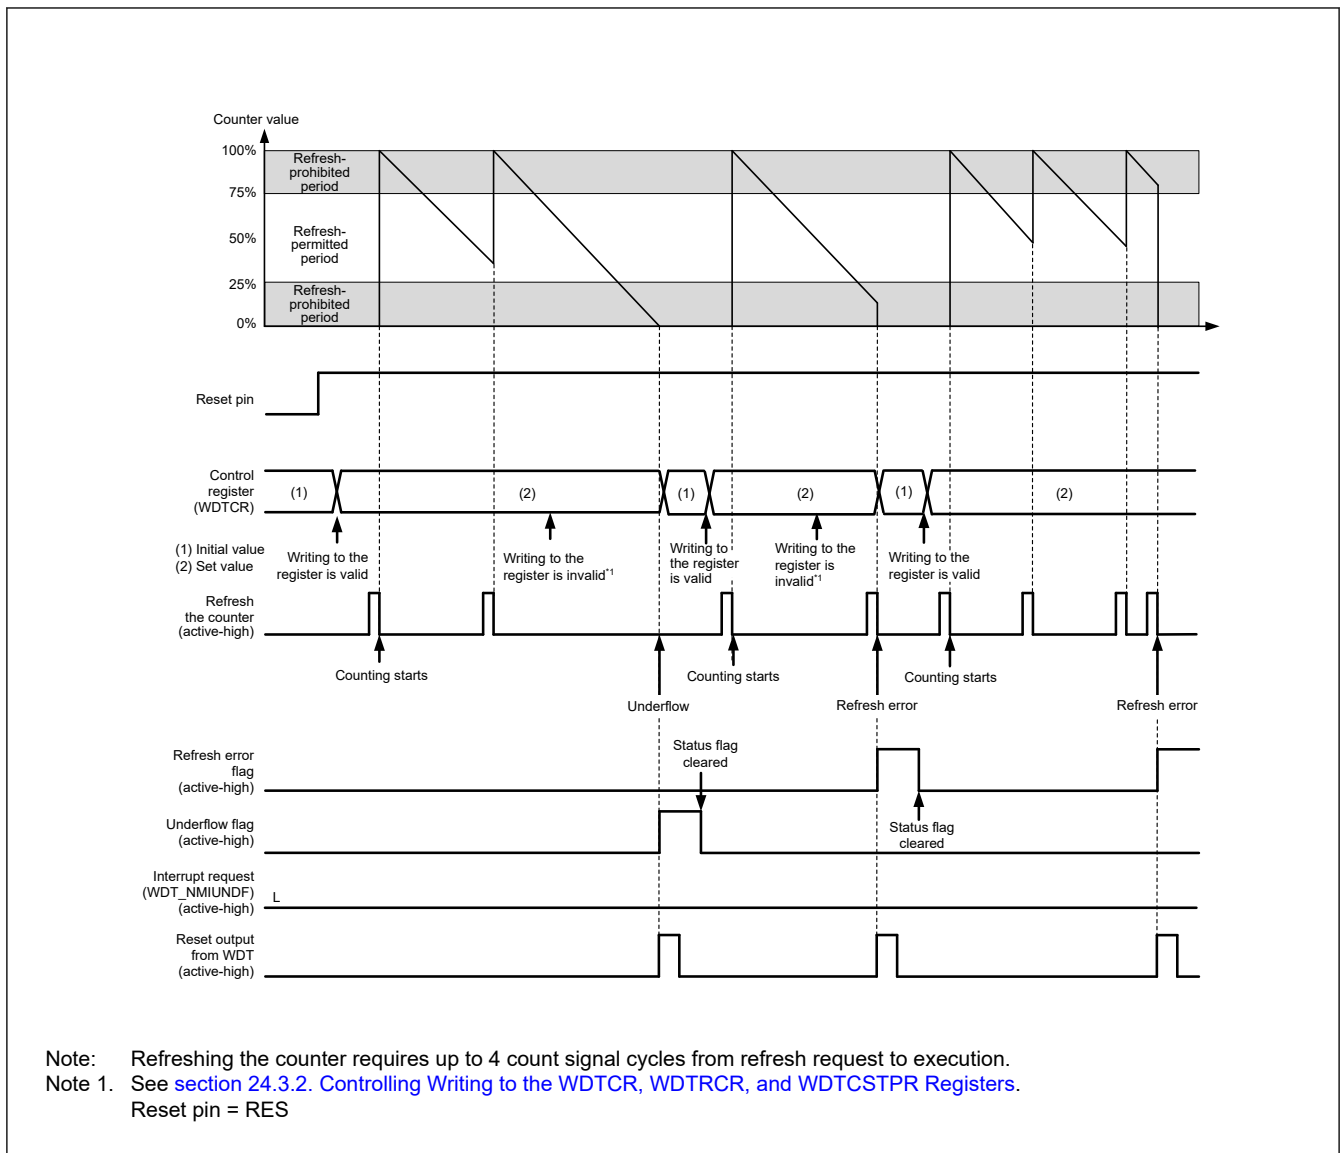 Counter value
100%
Refresh-
prohibited
period
75%
50%
Refresh-
permitted
period
25%
Refresh-
prohibited
period
0%
Reset pin
Control
register
(WDTCR)
(1)
(2)
(1)
(2)
(1)
(2)
(1) Initial value
(2) Set value
Writing to the
register is valid
Writing to the
register is invalid*1
Writing to
the register
is valid
Writing to the
register is
invalid*1
Writing to the
register is valid
Refresh
the counter
(active-high)
Counting starts
Counting starts
Counting starts
Underflow
Refresh error
Refresh error
Refresh error
flag
(active-high)
Status flag
cleared
Underflow flag
(active-high)
Status flag
cleared
Interrupt request
(WDT_NMIUNDF)
(active-high)
L
Reset output
from WDT
(active-high)
Note: Refreshing the counter requires up to 4 count signal cycles from refresh request to execution.
Note 1. See section 24.3.2. Controlling Writing to the WDTCR, WDTRCR, and WDTCSTPR Registers.
Reset pin = RES